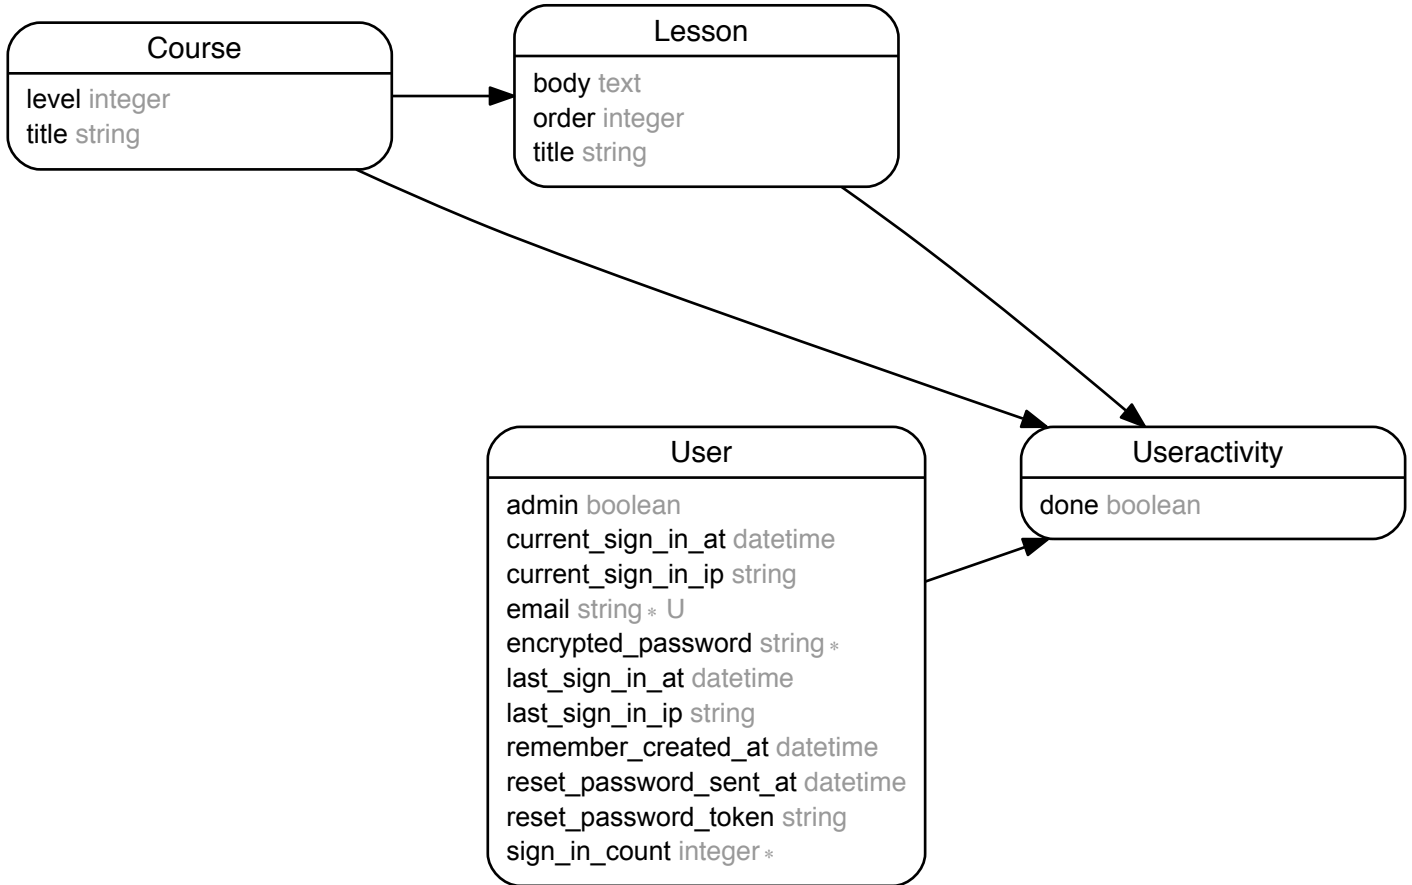 Course
level integer
title string
Lesson
body text
order integer
title string
User
admin boolean
current_sign_in_at datetime
current_sign_in_ip string
email string * U
encrypted_password string *
last_sign_in_at datetime
last_sign_in_ip string
remember_created_at datetime
reset_password_sent_at datetime
reset_password_token string
sign_in_count integer *
Useractivity
done boolean